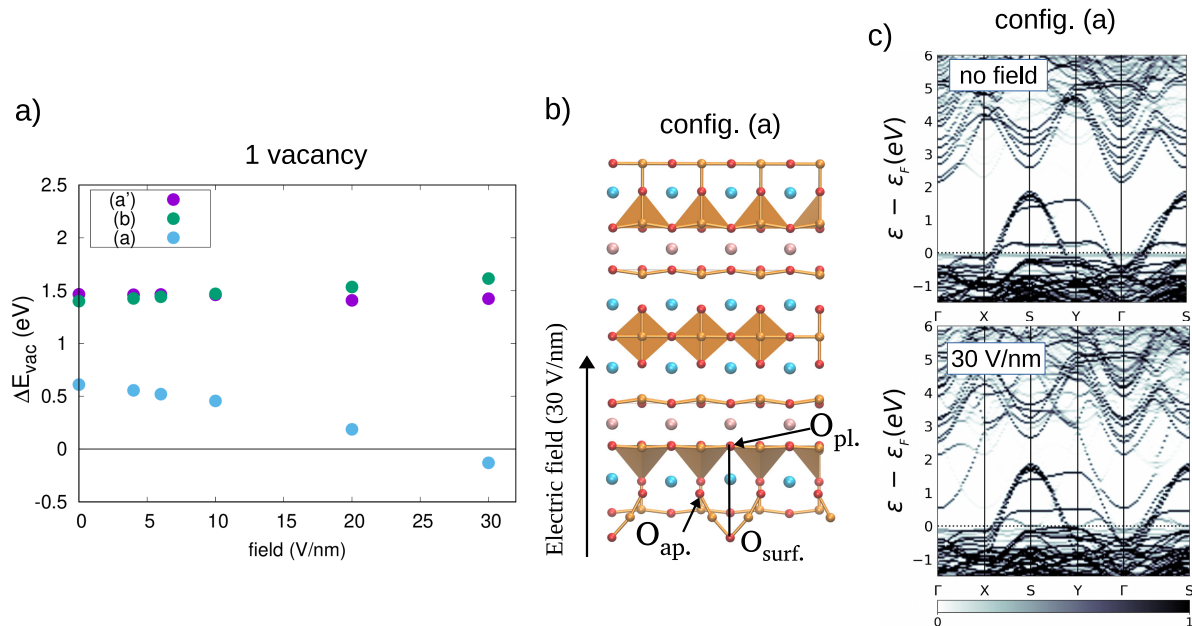 a)
1 vacancy
(a')
(b)
(a)
2.5
2
1.5
1
0.5
0
-0.5
0
5
10
15
20
25
30
ΔE_vac (eV)
field (V/nm)
b)
config. (a)
Electric field (30 V/nm)
O_pl.
O_ap.
O_surf.
c)
config. (a)
no field
6
5
4
3
2
1
0
−1
ε − ε_F (eV)
Γ X S Y Γ S
30 V/nm
6
5
4
3
2
1
0
−1
ε − ε_F (eV)
Γ X S Y Γ S
0 1